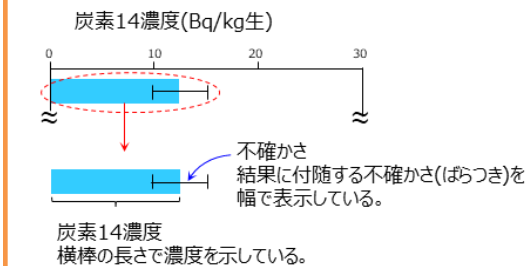 炭素14濃度(Bq/kg生)
0 10 20 30
不確かさ
結果に付随する不確かさ(ばらつき)を
幅で表示している。
炭素14濃度
横棒の長さで濃度を示している。